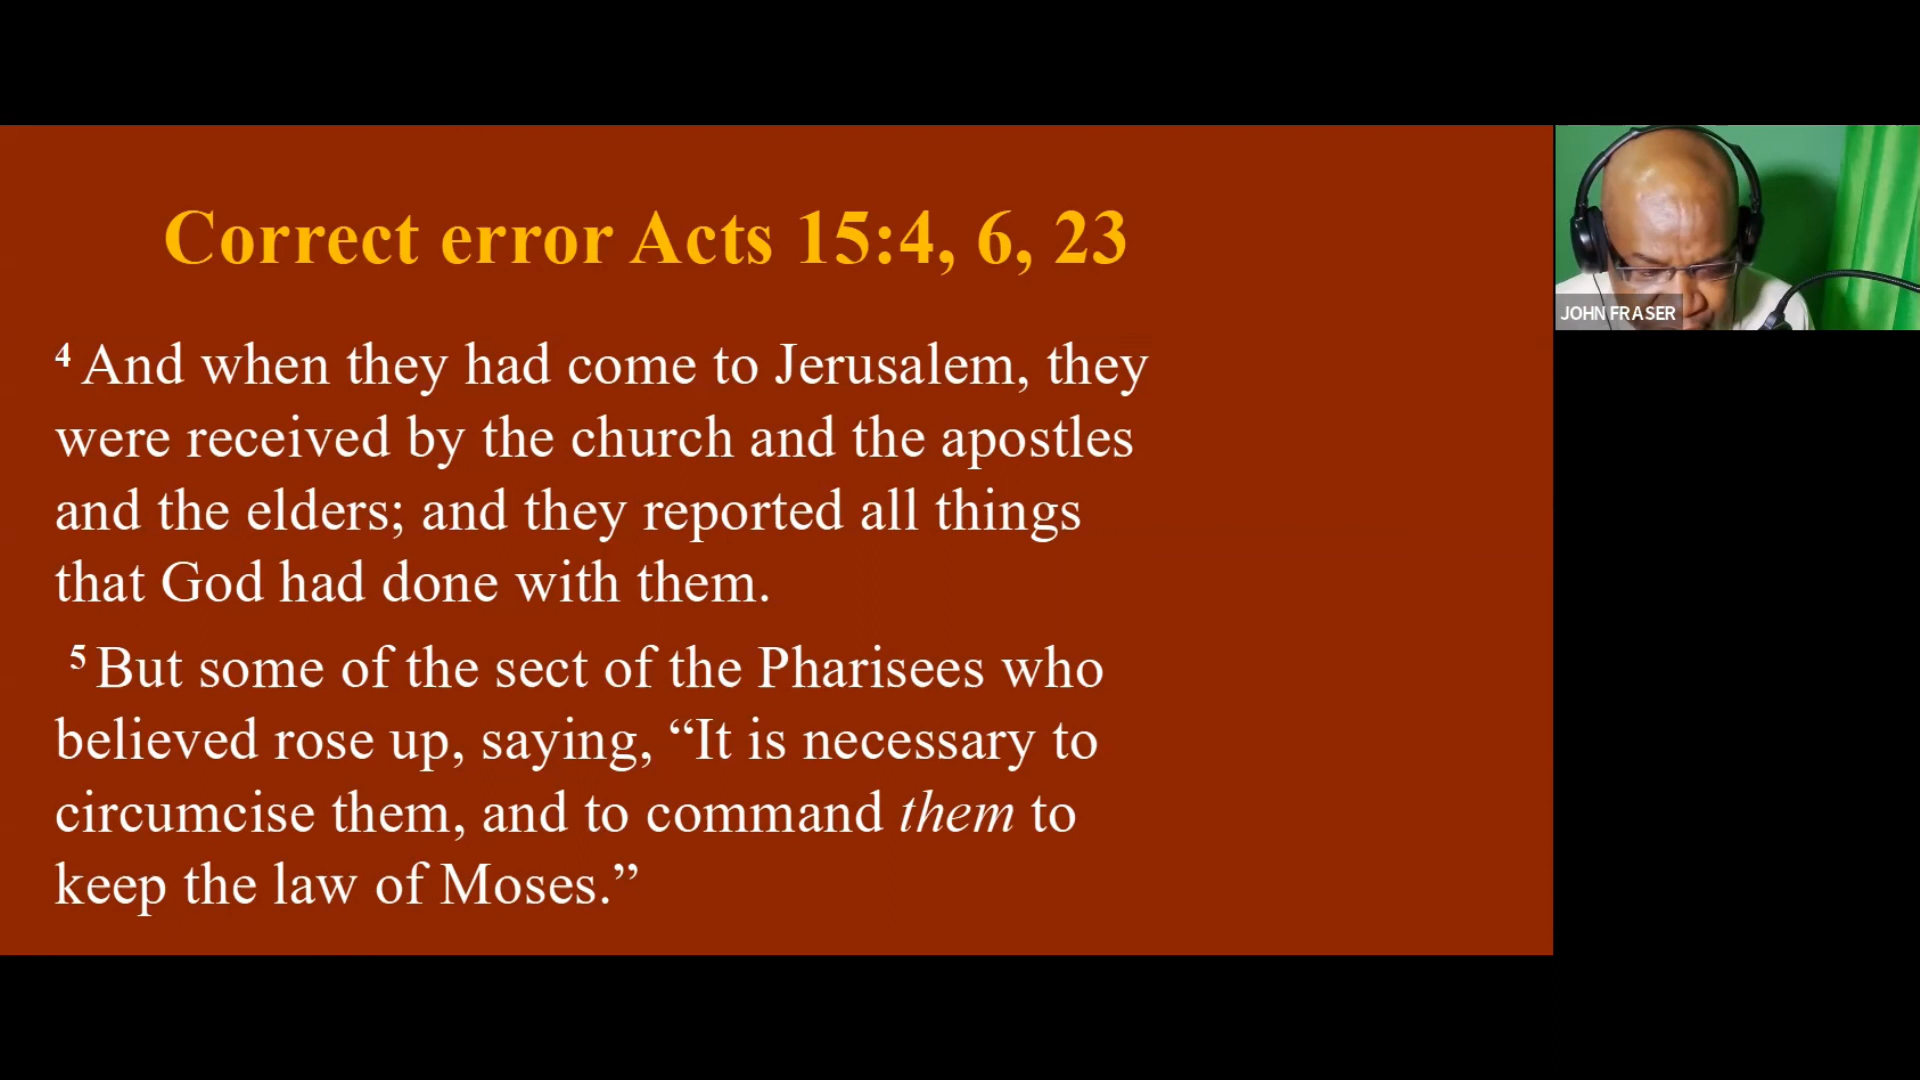 Correct error Acts 15:4, 6, 23
4 And when they had come to Jerusalem, they
were received by the church and the apostles
and the elders; and they reported all things
that God had done with them.
5 But some of the sect of the Pharisees who
believed rose up, saying, “It is necessary to
circumcise them, and to command them to
keep the law of Moses.”
JOHN FRASER